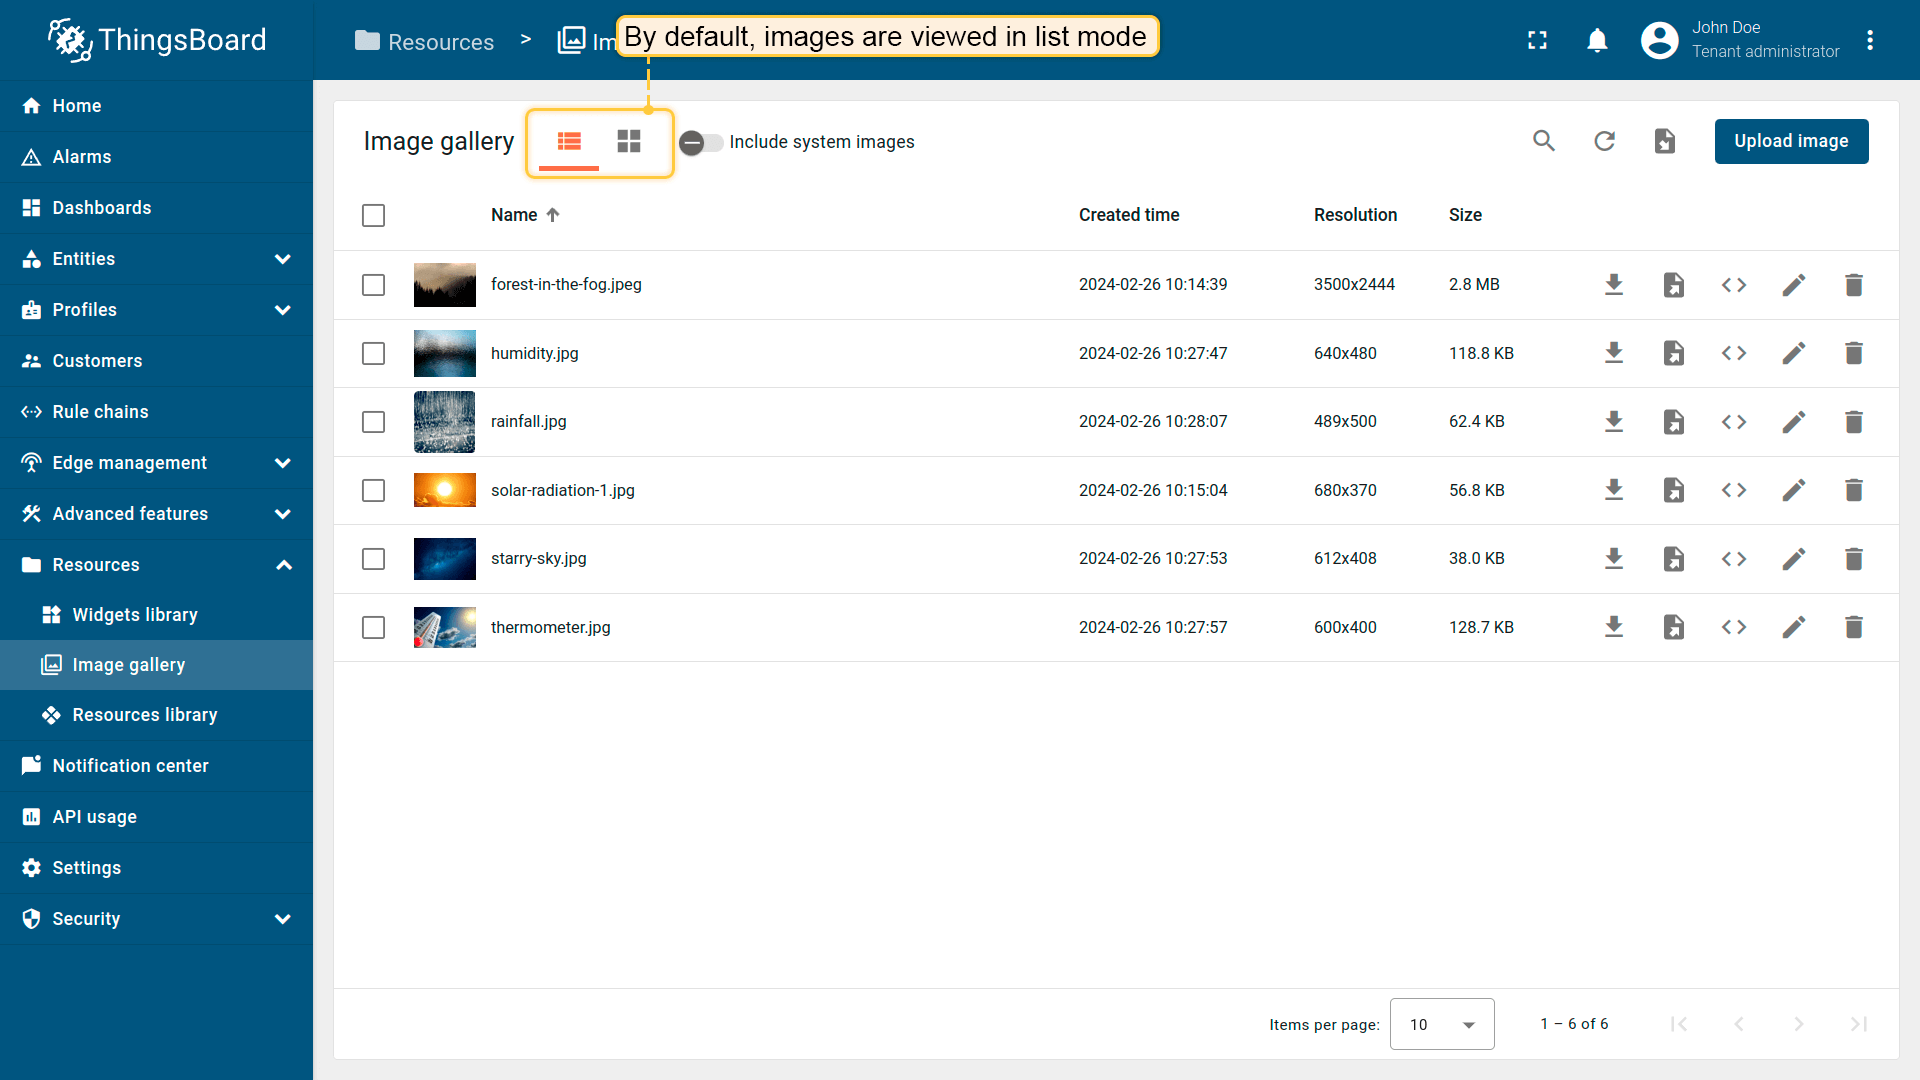 ThingsBoard
Resources > Im
By default, images are viewed in list mode
John Doe
Tenant administrator
Home
Alarms
Dashboards
Entities
Profiles
Customers
Rule chains
Edge management
Advanced features
Resources
Widgets library
Image gallery
Resources library
Notification center
API usage
Settings
Security
Image gallery
Include system images
Upload image
Name Created time Resolution Size
forest-in-the-fog.jpeg 2024-02-26 10:14:39 3500x2444 2.8 MB
humidity.jpg 2024-02-26 10:27:47 640x480 118.8 KB
rainfall.jpg 2024-02-26 10:28:07 489x500 62.4 KB
solar-radiation-1.jpg 2024-02-26 10:15:04 680x370 56.8 KB
starry-sky.jpg 2024-02-26 10:27:53 612x408 38.0 KB
thermometer.jpg 2024-02-26 10:27:57 600x400 128.7 KB
Items per page: 10 1 – 6 of 6